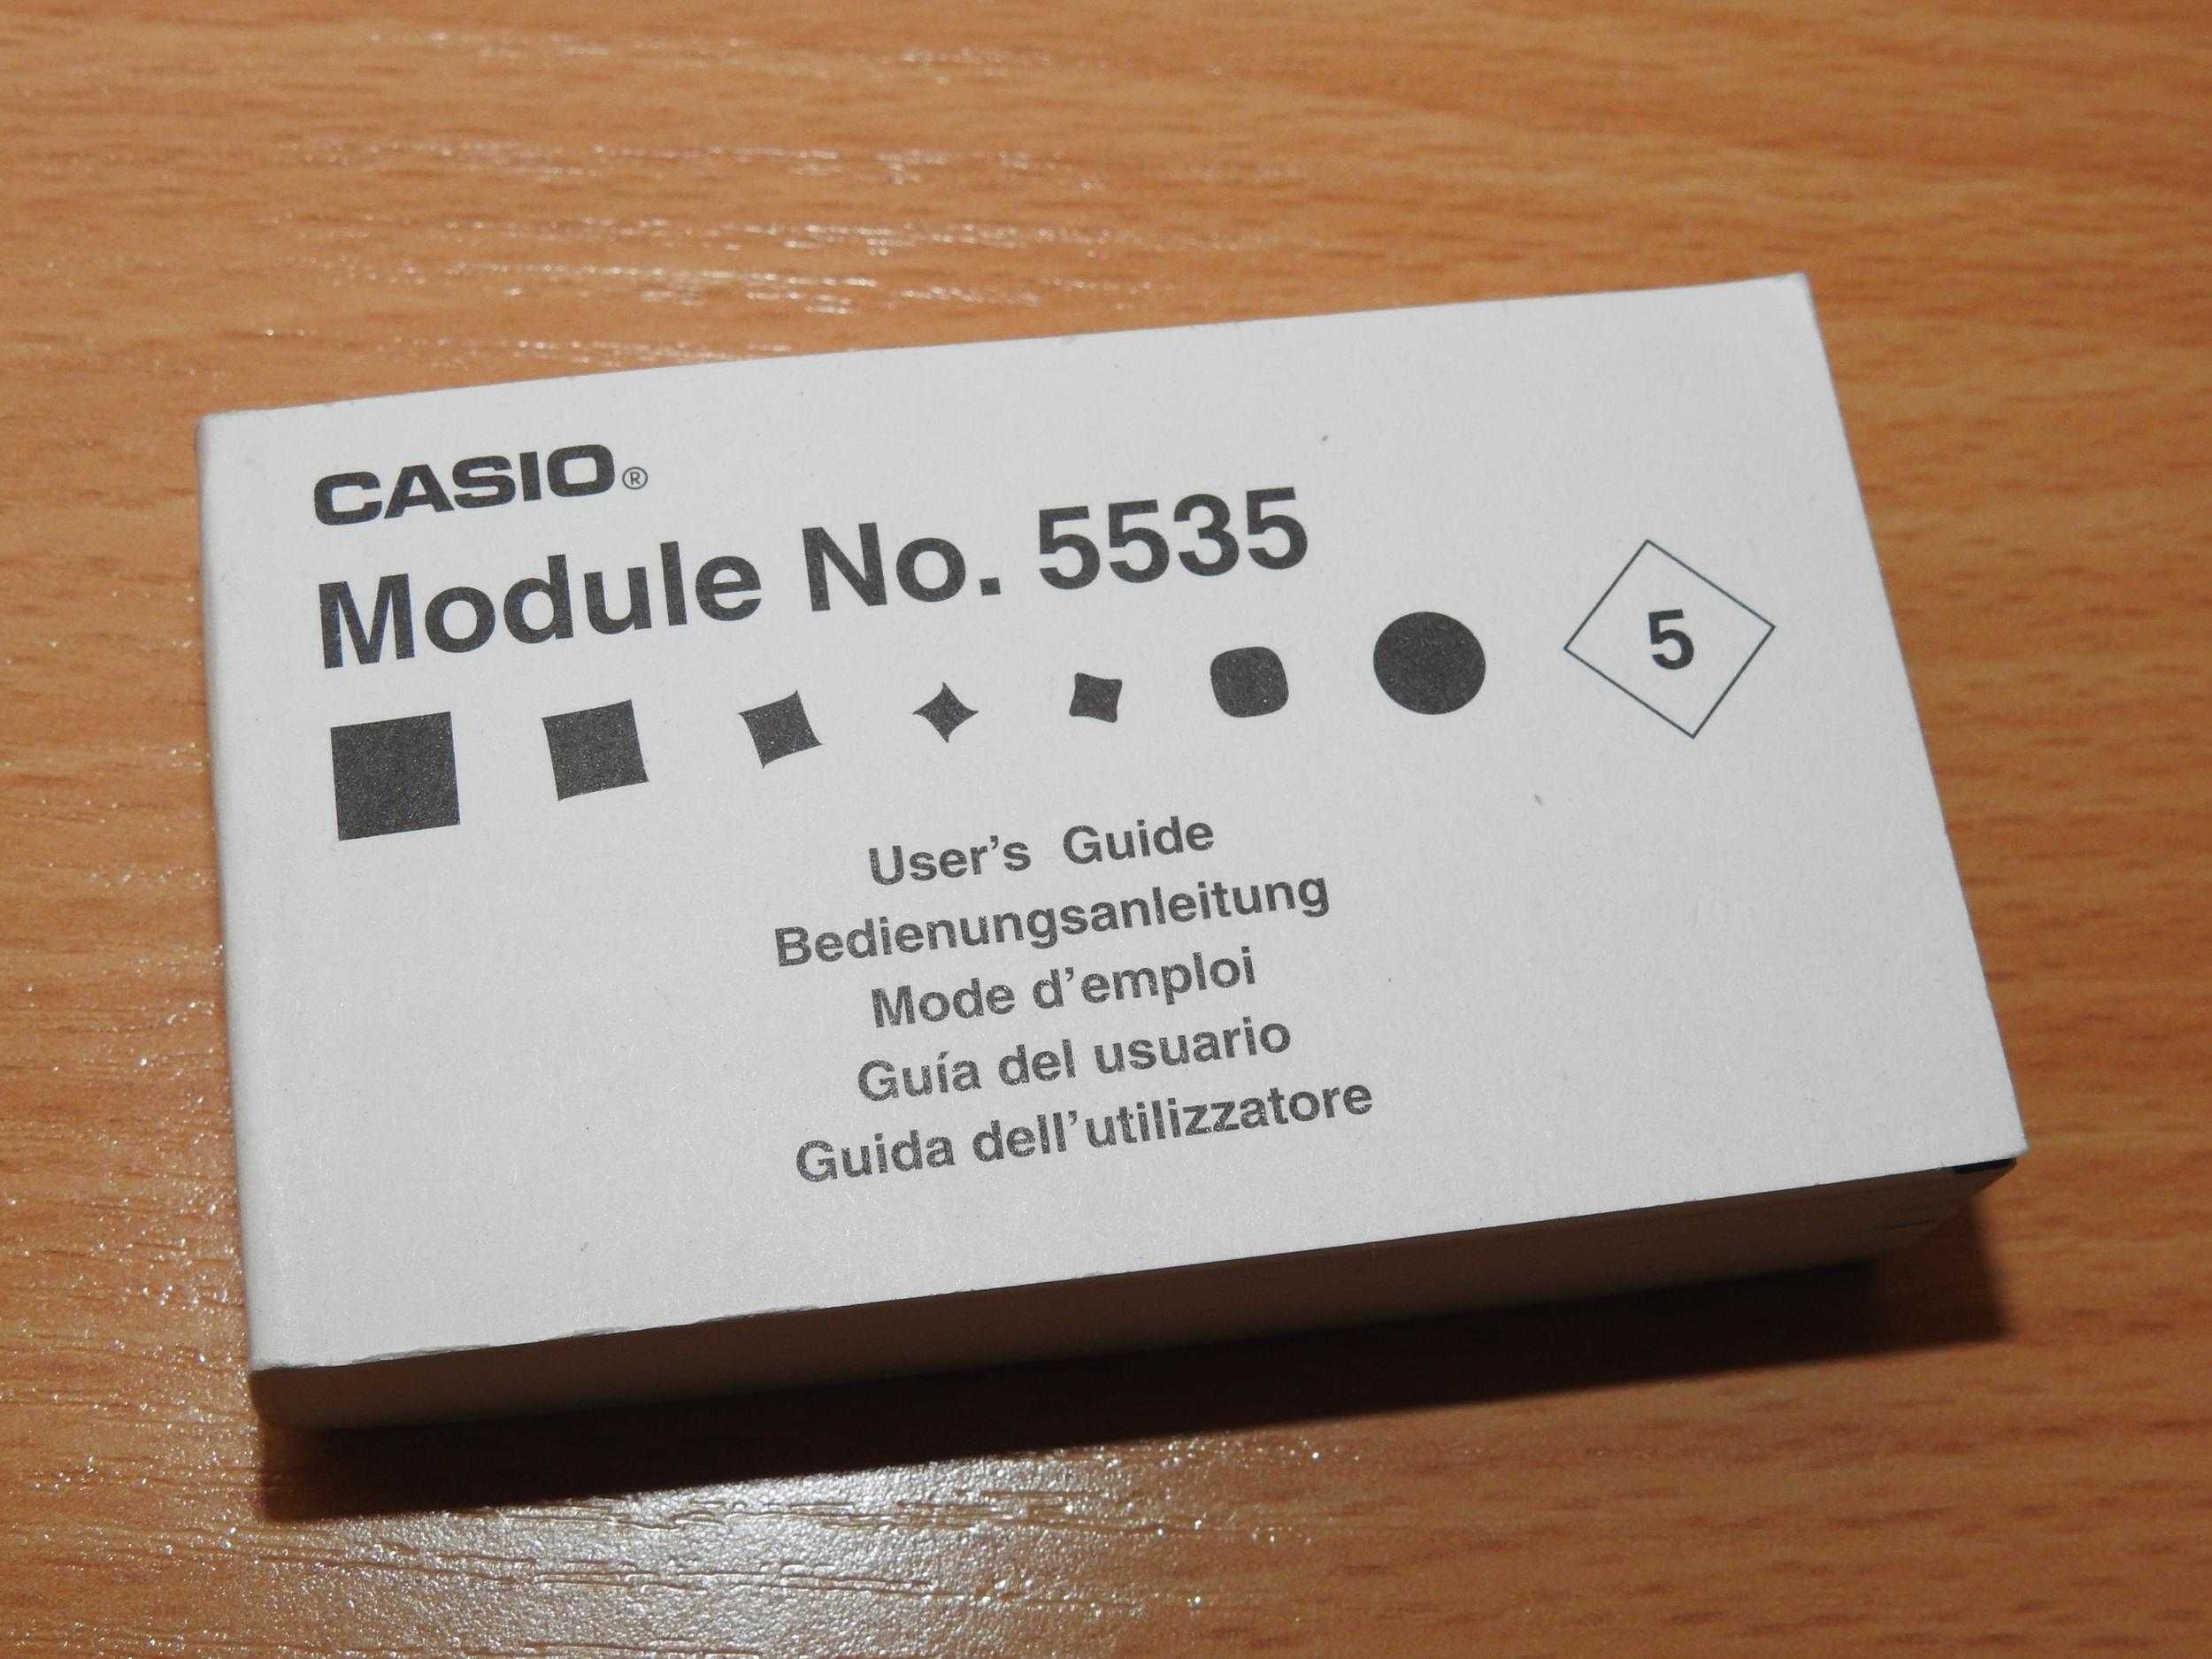 CASIO®
Module No. 5535
5
User's Guide
Bedienungsanleitung
Mode d'emploi
Guía del usuario
Guida dell'utilizzatore